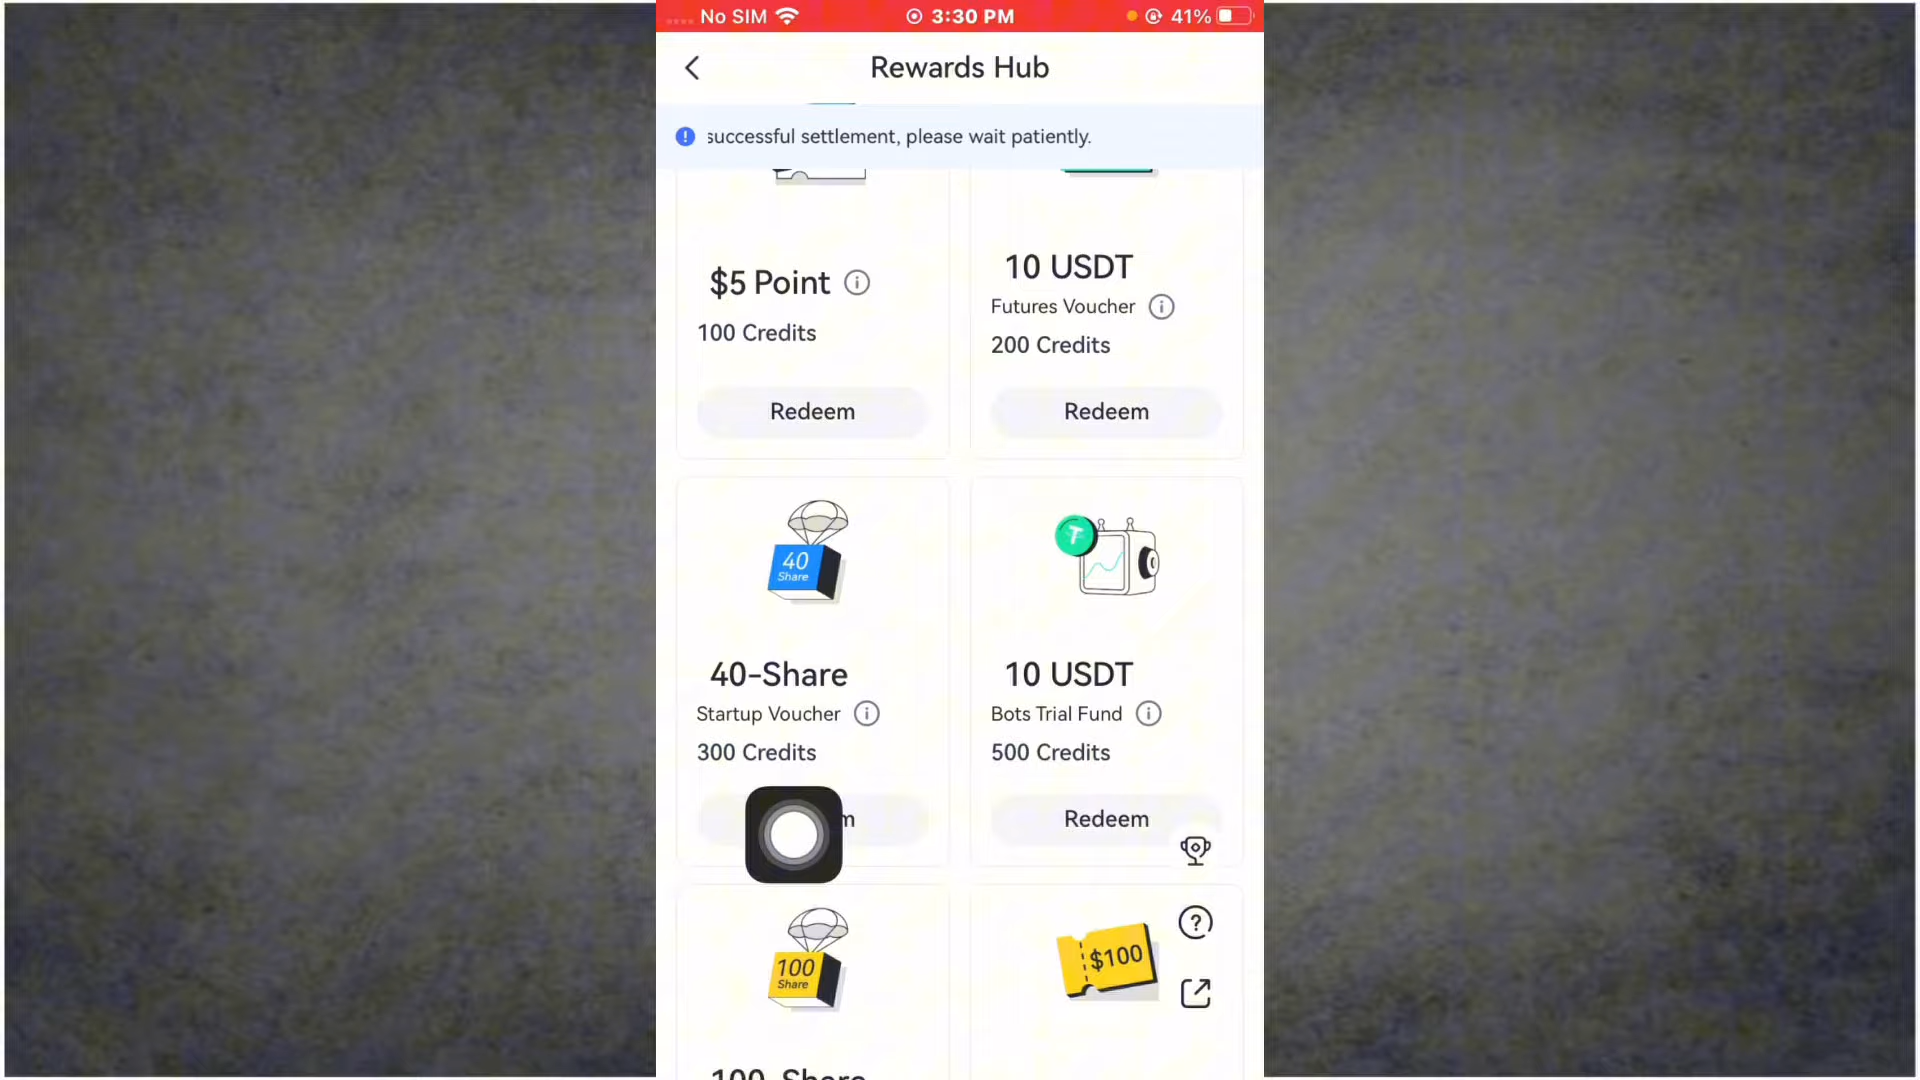 No SIM 3:30 PM 41%
Rewards Hub
successful settlement, please wait patiently.
$5 Point
100 Credits
Redeem
10 USDT
Futures Voucher
200 Credits
Redeem
40 Share
40-Share
Startup Voucher
300 Credits
10 USDT
Bots Trial Fund
500 Credits
Redeem
100 Share
$100
100-Share